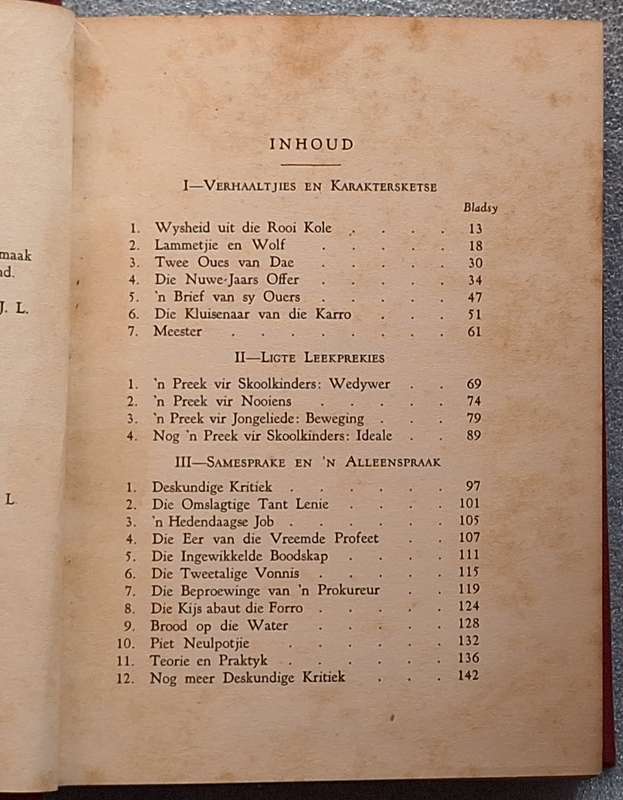 maak
nd.
J. L.
L
INHOUD
I—VERHAALTJIES EN KARAKTERSKETSE
Bladsy
1. Wysheid uit die Rooi Kole . . . . 13
2. Lammetjie en Wolf . . . . . 18
3. Twee Oues van Dae . . . . . 30
4. Die Nuwe-Jaars Offer . . . . . 34
5. 'n Brief van sy Ouers . . . . . 47
6. Die Kluisenaar van die Karro . . . 51
7. Meester . . . . . . . . 61
II—LIGTE LEEKPREKIES
1. 'n Preek vir Skoolkinders: Wedywer . . 69
2. 'n Preek vir Nooiens . . . . . 74
3. 'n Preek vir Jongeliede: Beweging . . . 79
4. Nog 'n Preek vir Skoolkinders: Ideale . . 89
III—SAMESPRAKE EN 'N ALLEENSPRAAK
1. Deskundige Kritiek . . . . . . 97
2. Die Omslagtige Tant Lenie . . . . 101
3. 'n Hedendaagse Job . . . . . . 105
4. Die Eer van die Vreemde Profeet . . 107
5. Die Ingewikkelde Boodskap . . . . 111
6. Die Tweetalige Vonnis . . . . . 115
7. Die Beproewinge van 'n Prokureur . . 119
8. Die Kijs abaut die Forro . . . . . 124
9. Brood op die Water . . . . . 128
10. Piet Neulpotjie . . . . . . 132
11. Teorie en Praktyk . . . . . . 136
12. Nog meer Deskundige Kritiek . . . 142